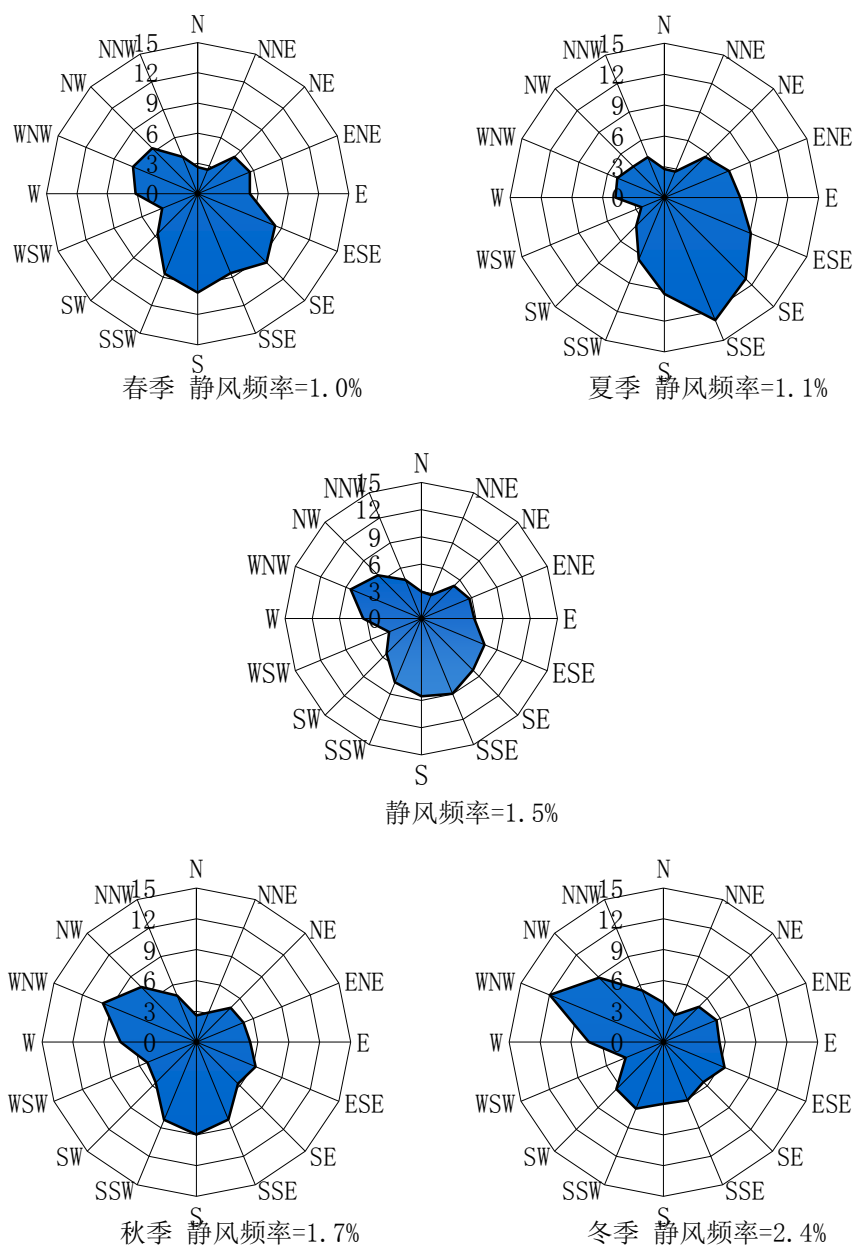 N
NNW 15 NNE
NW 12 NE
WNW 9 6 ENE
W 3 0 E
WSW ESE
SW SE
SSW SSE
S
春季 静风频率=1.0%
N
NNW 15 NNE
NW 12 NE
WNW 9 6 ENE
W 3 0 E
WSW ESE
SW SE
SSW SSE
S
夏季 静风频率=1.1%
N
NNW 15 NNE
NW 12 NE
WNW 9 6 ENE
W 3 0 E
WSW ESE
SW SE
SSW SSE
S
静风频率=1.5%
N
NNW 15 NNE
NW 12 NE
WNW 9 6 ENE
W 3 0 E
WSW ESE
SW SE
SSW SSE
S
秋季 静风频率=1.7%
N
NNW 15 NNE
NW 12 NE
WNW 9 6 ENE
W 3 0 E
WSW ESE
SW SE
SSW SSE
S
冬季 静风频率=2.4%